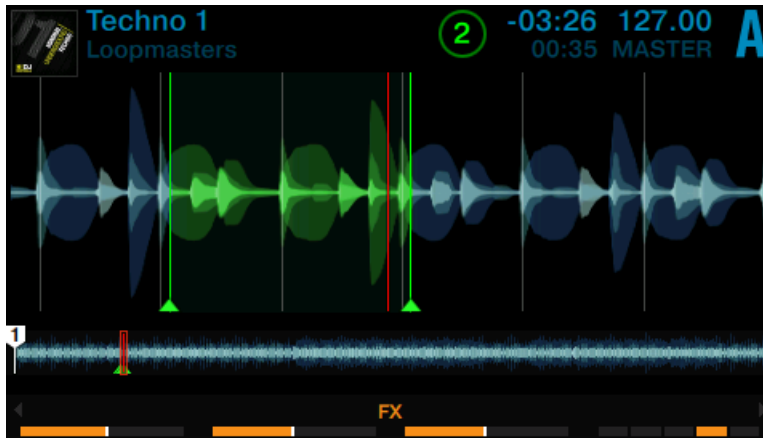 Techno 1
Loopmasters
2
-03:26 127.00
00:35 MASTER
A
1
FX